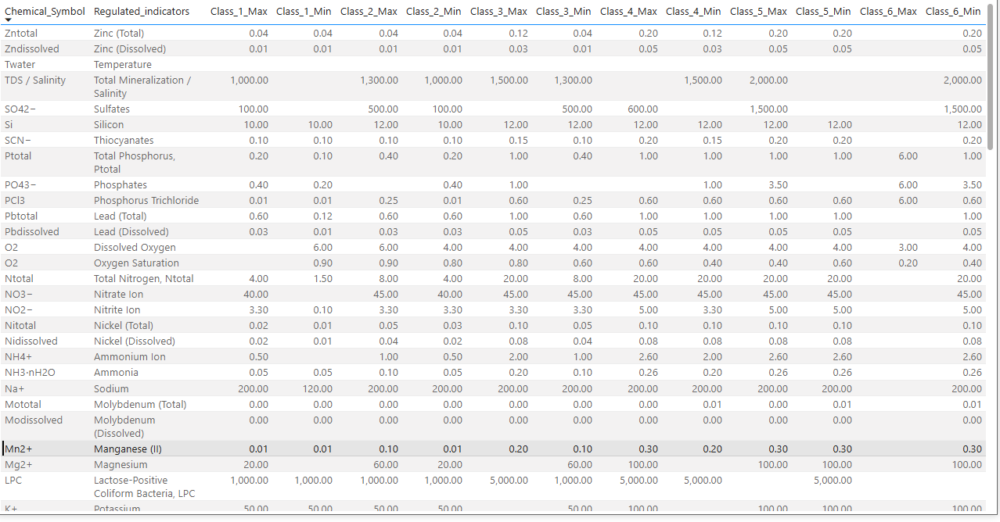 Chemical_Symbol Regulated_indicators Class_1_Max Class_1_Min Class_2_Max Class_2_Min Class_3_Max Class_3_Min Class_4_Max Class_4_Min Class_5_Max Class_5_Min Class_6_Max Class_6_Min
Zntotal Zinc (Total) 0.04 0.04 0.04 0.04 0.12 0.04 0.20 0.12 0.20 0.20 0.20
Zndissolved Zinc (Dissolved) 0.01 0.01 0.01 0.01 0.03 0.01 0.05 0.03 0.05 0.05 0.05
Twater Temperature
TDS / Salinity Total Mineralization / 1,000.00 1,300.00 1,000.00 1,500.00 1,300.00 1,500.00 2,000.00 2,000.00
Salinity
SO42− Sulfates 100.00 500.00 100.00 500.00 600.00 1,500.00 1,500.00
Si Silicon 10.00 10.00 12.00 10.00 12.00 12.00 12.00 12.00 12.00 12.00 12.00
SCN− Thiocyanates 0.10 0.10 0.10 0.10 0.15 0.10 0.20 0.15 0.20 0.20 0.20
Ptotal Total Phosphorus, 0.20 0.10 0.40 0.20 1.00 0.40 1.00 1.00 1.00 1.00 6.00 1.00
Ptotal
PO43− Phosphates 0.40 0.20 0.40 1.00 1.00 3.50 6.00 3.50
PCl3 Phosphorus Trichloride 0.01 0.01 0.25 0.01 0.60 0.25 0.60 0.60 0.60 0.60 6.00 0.60
Pbtotal Lead (Total) 0.60 0.12 0.60 0.60 1.00 0.60 1.00 1.00 1.00 1.00 1.00
Pbdissolved Lead (Dissolved) 0.03 0.01 0.03 0.03 0.05 0.03 0.05 0.05 0.05 0.05 0.05
O2 Dissolved Oxygen 6.00 6.00 4.00 4.00 4.00 4.00 4.00 4.00 4.00 3.00 4.00
O2 Oxygen Saturation 0.90 0.90 0.80 0.80 0.60 0.60 0.40 0.40 0.60 0.20 0.40
Ntotal Total Nitrogen, Ntotal 4.00 1.50 8.00 4.00 20.00 8.00 20.00 20.00 20.00 20.00 20.00
NO3− Nitrate Ion 40.00 45.00 40.00 45.00 45.00 45.00 45.00 45.00 45.00 45.00
NO2− Nitrite Ion 3.30 0.10 3.30 3.30 3.30 3.30 5.00 3.30 5.00 5.00 5.00
Nitotal Nickel (Total) 0.02 0.01 0.05 0.03 0.10 0.05 0.10 0.10 0.10 0.10 0.10
Nidissolved Nickel (Dissolved) 0.02 0.01 0.04 0.02 0.08 0.04 0.08 0.08 0.08 0.08 0.08
NH4+ Ammonium Ion 0.50 1.00 0.50 2.00 1.00 2.60 2.00 2.60 2.60 2.60
NH3·nH2O Ammonia 0.05 0.05 0.10 0.05 0.20 0.10 0.26 0.20 0.26 0.26 0.26
Na+ Sodium 200.00 120.00 200.00 200.00 200.00 200.00 200.00 200.00 200.00 200.00 200.00
Mototal Molybdenum (Total) 0.00 0.00 0.00 0.00 0.00 0.00 0.00 0.01 0.00 0.01 0.01
Modissolved Molybdenum 0.00 0.00 0.00 0.00 0.00 0.00 0.00 0.00 0.00 0.00 0.00
(Dissolved)
Mn2+ Manganese (II) 0.01 0.01 0.10 0.01 0.20 0.10 0.30 0.20 0.30 0.30 0.30
Mg2+ Magnesium 20.00 60.00 20.00 60.00 100.00 100.00 100.00 100.00
LPC Lactose-Positive 1,000.00 1,000.00 1,000.00 1,000.00 5,000.00 1,000.00 5,000.00 5,000.00 5,000.00
Coliform Bacteria, LPC
K+ Potassium 50.00 50.00 50.00 50.00 50.00 100.00 100.00 100.00 100.00